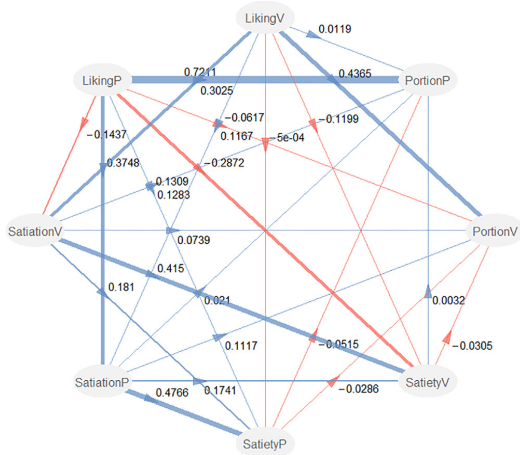 LikingV
0.0119
LikingP
0.7211
0.4365
PortionP
0.3025
−0.0617
−0.1199
−0.1437
0.1167
−5e−04
0.3748
−0.2872
0.1309
0.1283
SatiationV
0.0739
PortionV
0.415
0.181
0.021
0.0032
0.1117
−0.0515
−0.0305
SatiationP
0.4766
0.1741
−0.0286
SatietyV
SatietyP